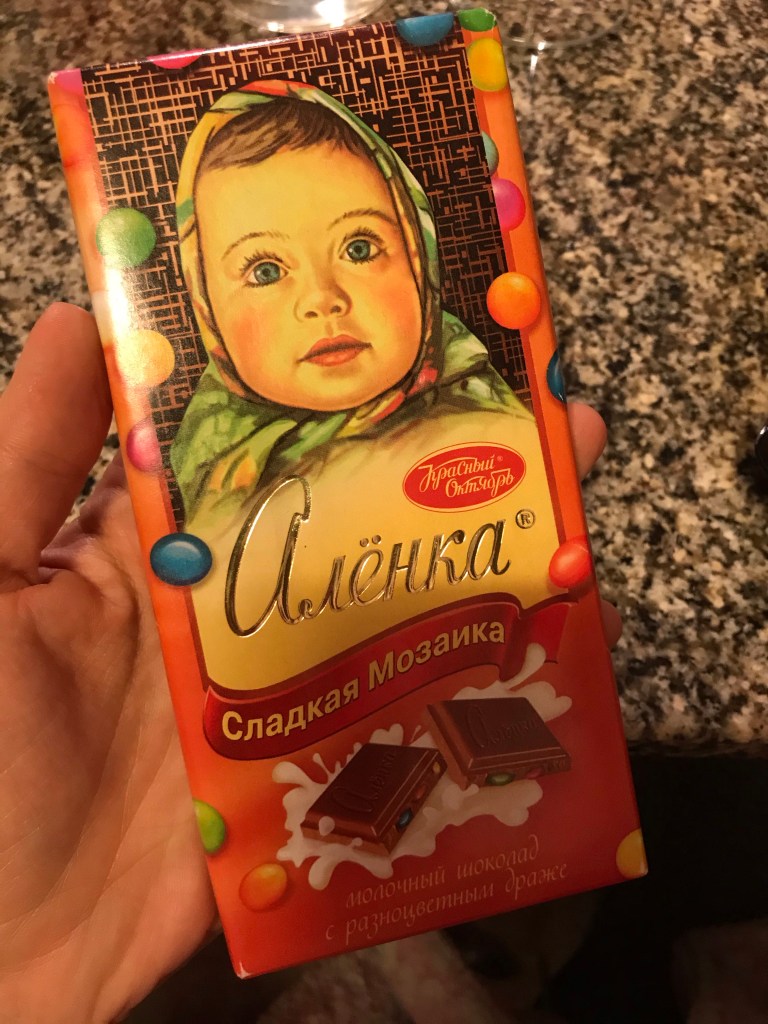 Красный®
Октябрь
Алёнка®
Сладкая Мозаика
молочный шоколад
с разноцветным драже